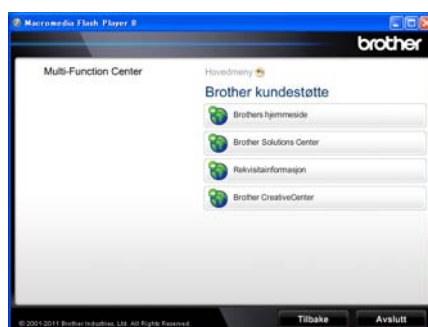 Macromedia Flash Player 8
brother
Multi-Function Center
Hovedmeny
Brother kundestøtte
Brothers hjemmeside
Brother Solutions Center
Rekvisitainformasjon
Brother CreativeCenter
© 2001-2011 Brother Industries, Ltd. All Rights Reserved.
Tilbake
Avslutt